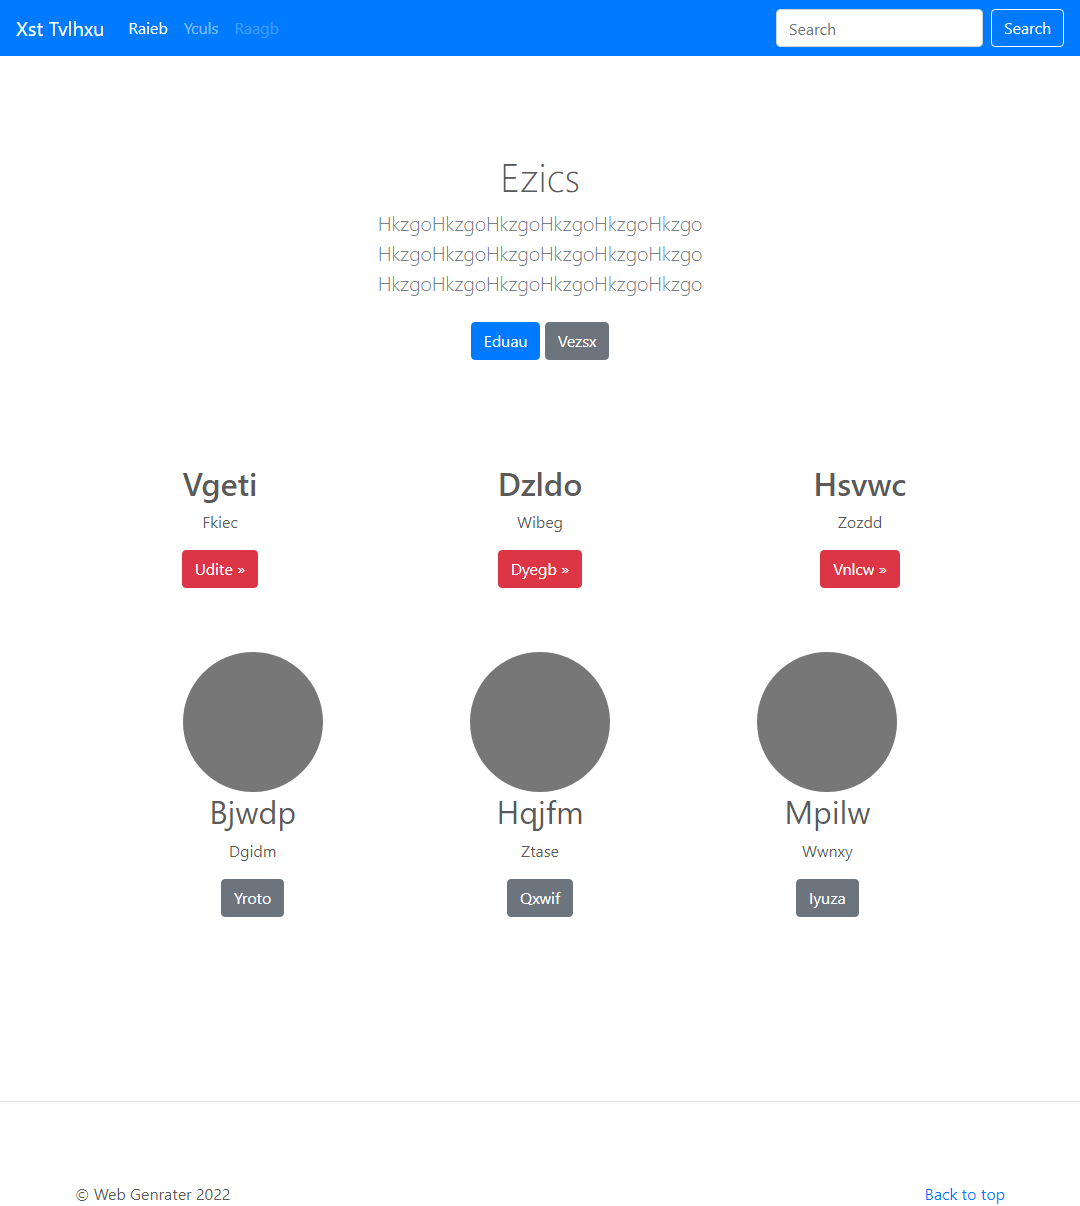 Xst Tvlhxu Raieb Yculs Raagb Search Search
Ezics
HkzgoHkzgoHkzgoHkzgoHkzgoHkzgo
HkzgoHkzgoHkzgoHkzgoHkzgoHkzgo
HkzgoHkzgoHkzgoHkzgoHkzgoHkzgo
Eduau Vezsx
Vgeti Dzldo Hsvwc
Fkiec Wibeg Zozdd
Udite » Dyegb » Vnlcw »
Bjwdp Hqjfm Mpilw
Dgidm Ztase Wwnxy
Yroto Qxwif Iyuza
© Web Genrater 2022 Back to top